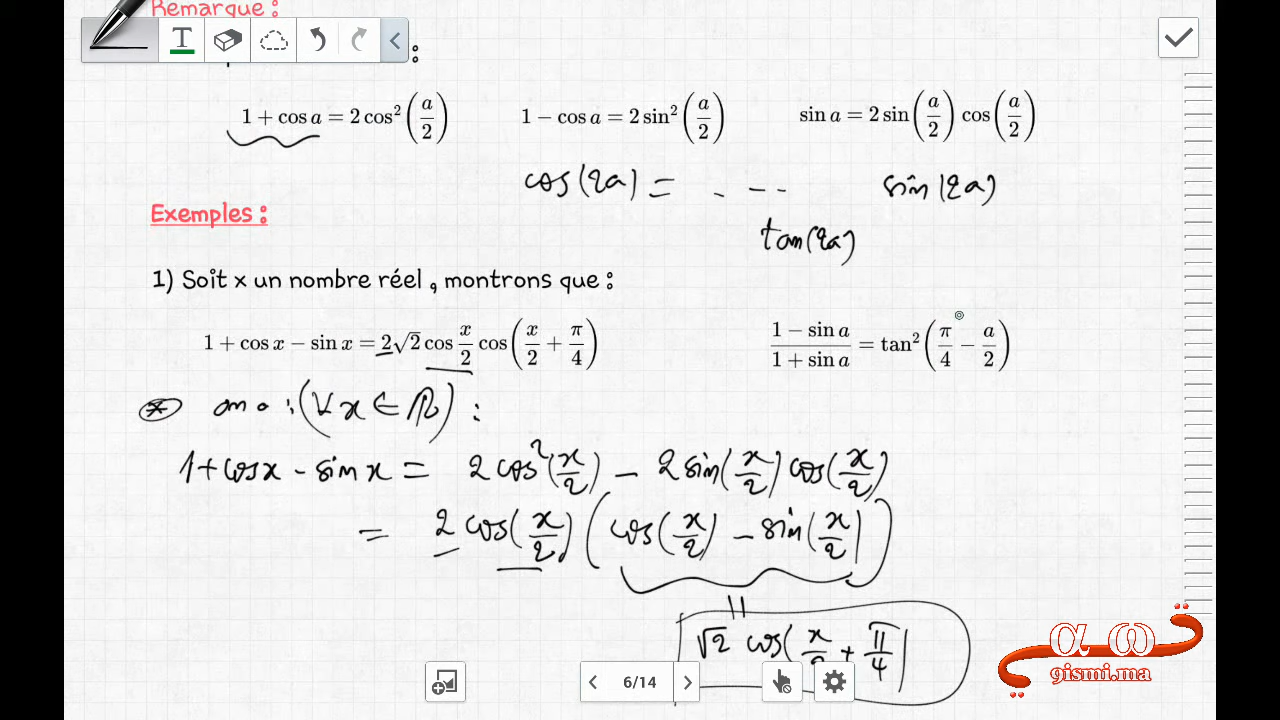 Remarque :
T
:
1 + cos a = 2 cos² (a/2)    1 − cos a = 2 sin² (a/2)    sin a = 2 sin (a/2) cos (a/2)
cos(2a) = . - - -    sin(2a)
tan(2a)
Exemples :
1) Soit x un nombre réel , montrons que :
1 + cos x − sin x = 2√2 cos x/2 cos (x/2 + π/4)    (1 − sin a)/(1 + sin a) = tan² (π/4 − a/2)
* on a : (∀x ∈ ℝ) :
1 + cos x - sin x = 2 cos²(x/2) - 2 sin(x/2) cos(x/2)
= 2 cos(x/2) (cos(x/2) - sin(x/2))
√2 cos(x/2 + π/4)
α ω
gismi.ma
6/14